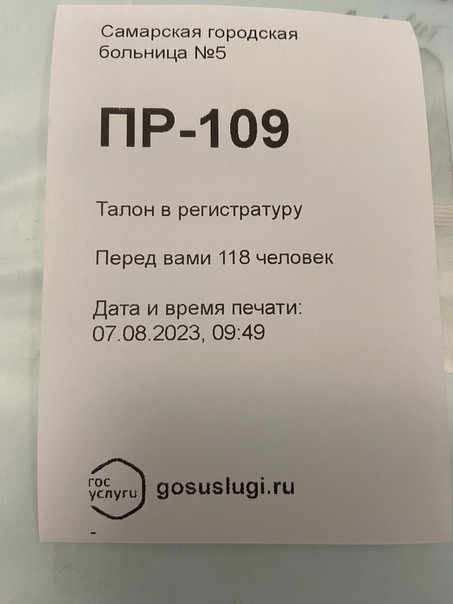 Самарская городская
больница №5
ПР-109
Талон в регистратуру
Перед вами 118 человек
Дата и время печати:
07.08.2023, 09:49
гос
услуги
gosuslugi.ru
-